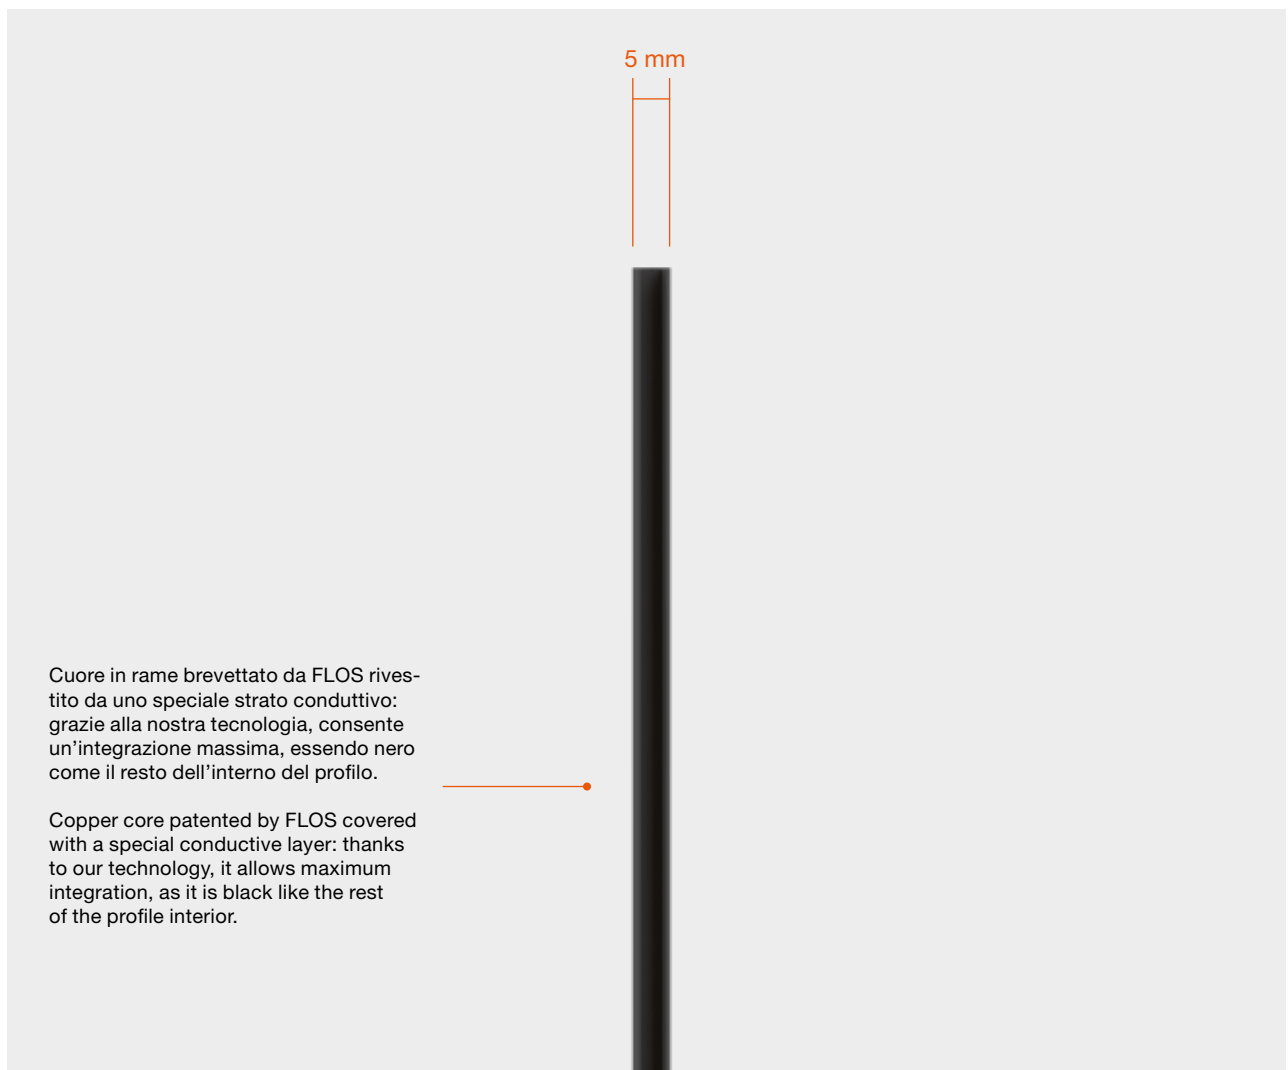 5 mm
Cuore in rame brevettato da FLOS rives-
tito da uno speciale strato conduttivo:
grazie alla nostra tecnologia, consente
un’integrazione massima, essendo nero
come il resto dell’interno del profilo.
Copper core patented by FLOS covered
with a special conductive layer: thanks
to our technology, it allows maximum
integration, as it is black like the rest
of the profile interior.